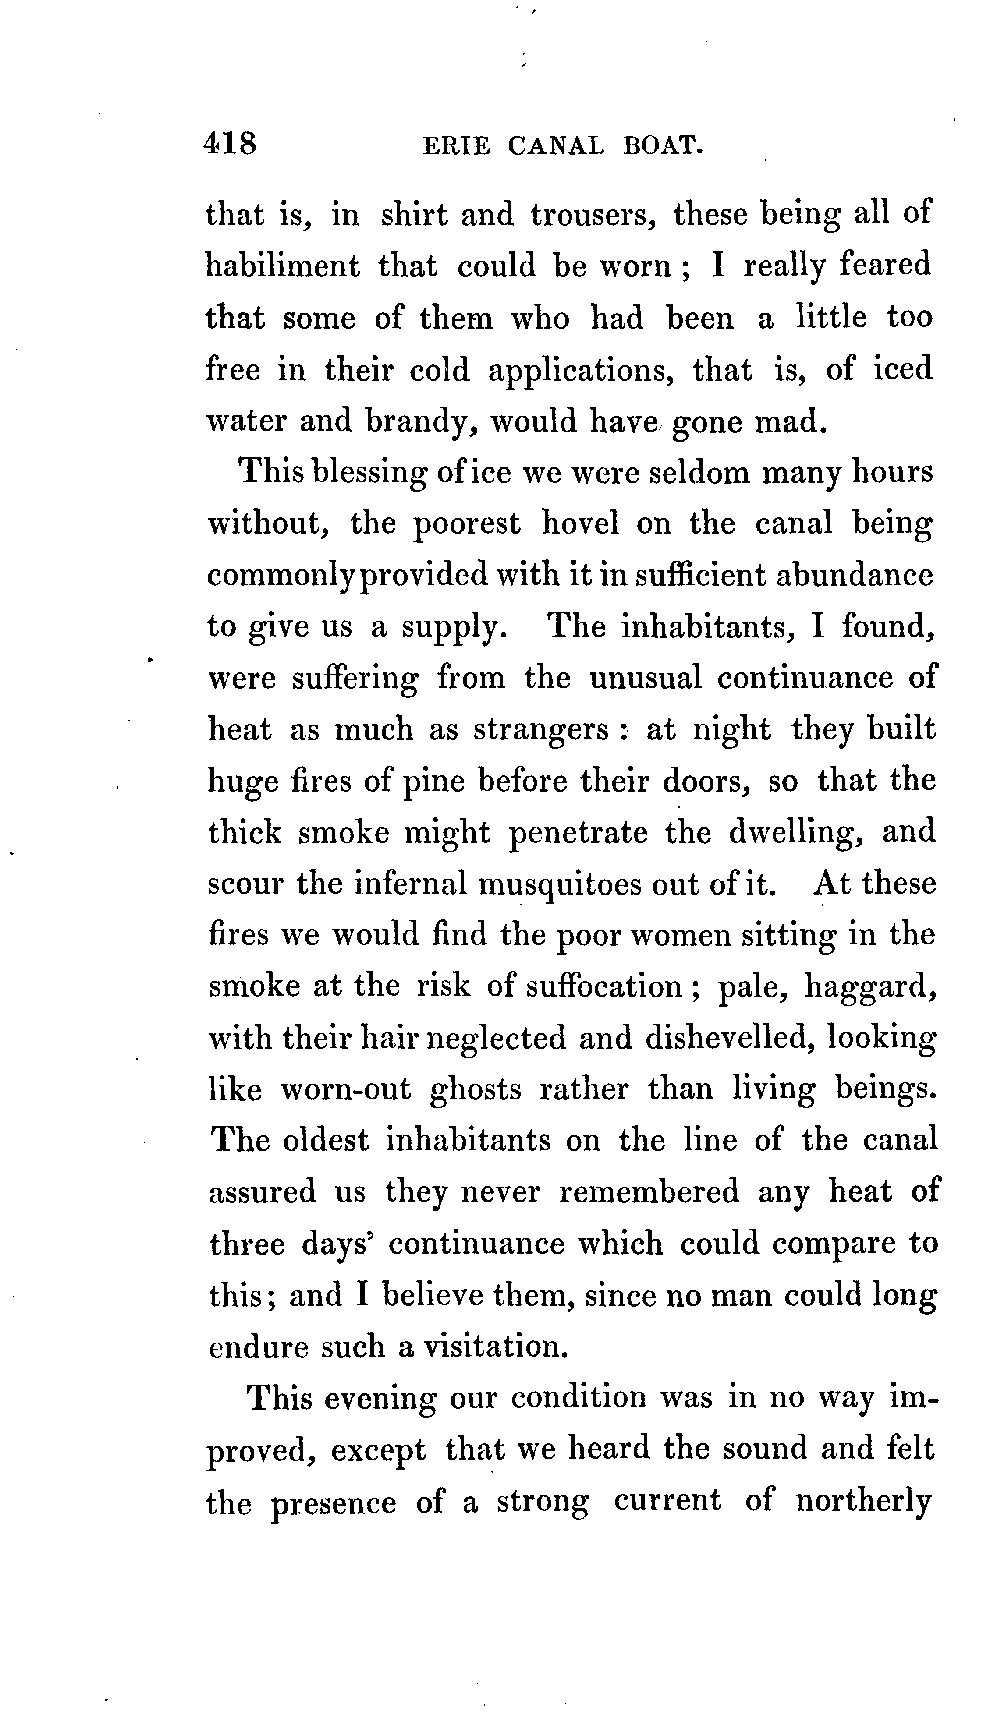 418 ERIE CANAL BOAT.
that is, in shirt and trousers, these being all of
habiliment that could be worn ; I really feared
that some of them who had been a little too
free in their cold applications, that is, of iced
water and brandy, would have gone mad.
This blessing of ice we were seldom many hours
without, the poorest hovel on the canal being
commonly provided with it in sufficient abundance
to give us a supply. The inhabitants, I found,
were suffering from the unusual continuance of
heat as much as strangers : at night they built
huge fires of pine before their doors, so that the
thick smoke might penetrate the dwelling, and
scour the infernal musquitoes out of it. At these
fires we would find the poor women sitting in the
smoke at the risk of suffocation ; pale, haggard,
with their hair neglected and dishevelled, looking
like worn-out ghosts rather than living beings.
The oldest inhabitants on the line of the canal
assured us they never remembered any heat of
three days' continuance which could compare to
this ; and I believe them, since no man could long
endure such a visitation.
This evening our condition was in no way im-
proved, except that we heard the sound and felt
the presence of a strong current of northerly